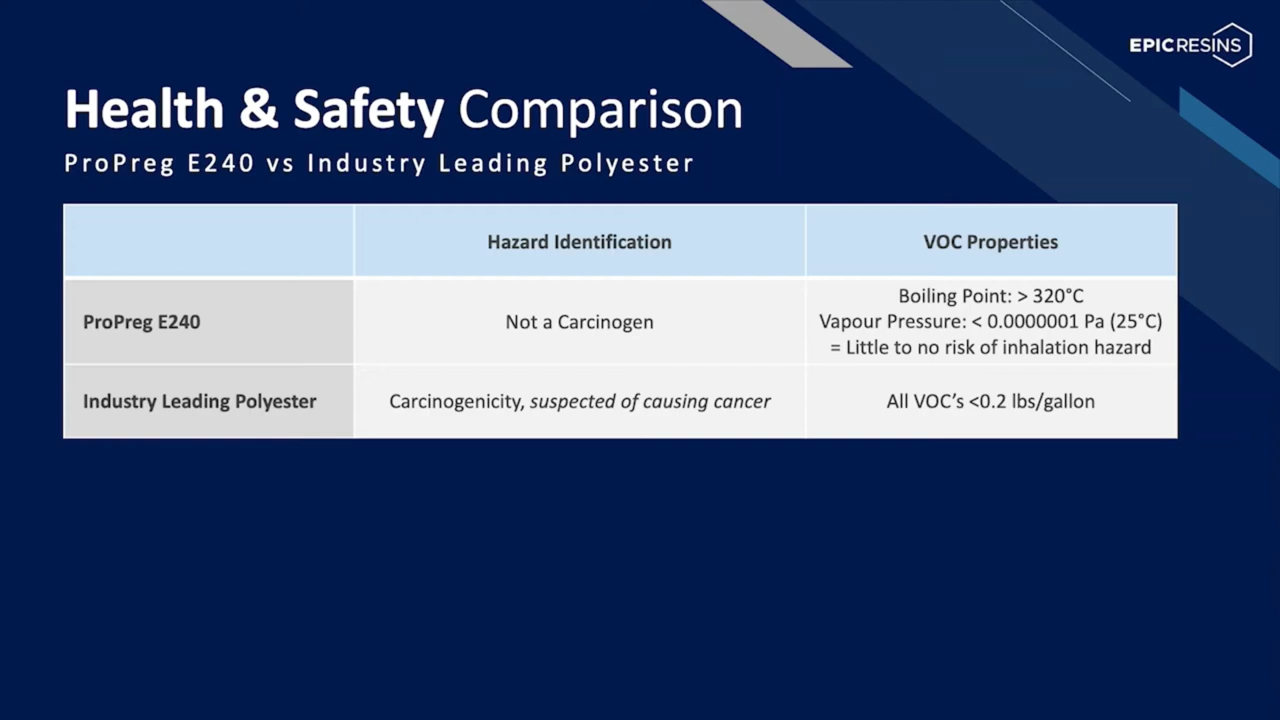 EPICRESINS
Health & Safety Comparison
ProPreg E240 vs Industry Leading Polyester
Hazard Identification
VOC Properties
ProPreg E240
Not a Carcinogen
Boiling Point: > 320°C
Vapour Pressure: < 0.0000001 Pa (25°C)
= Little to no risk of inhalation hazard
Industry Leading Polyester
Carcinogenicity, suspected of causing cancer
All VOC’s <0.2 lbs/gallon